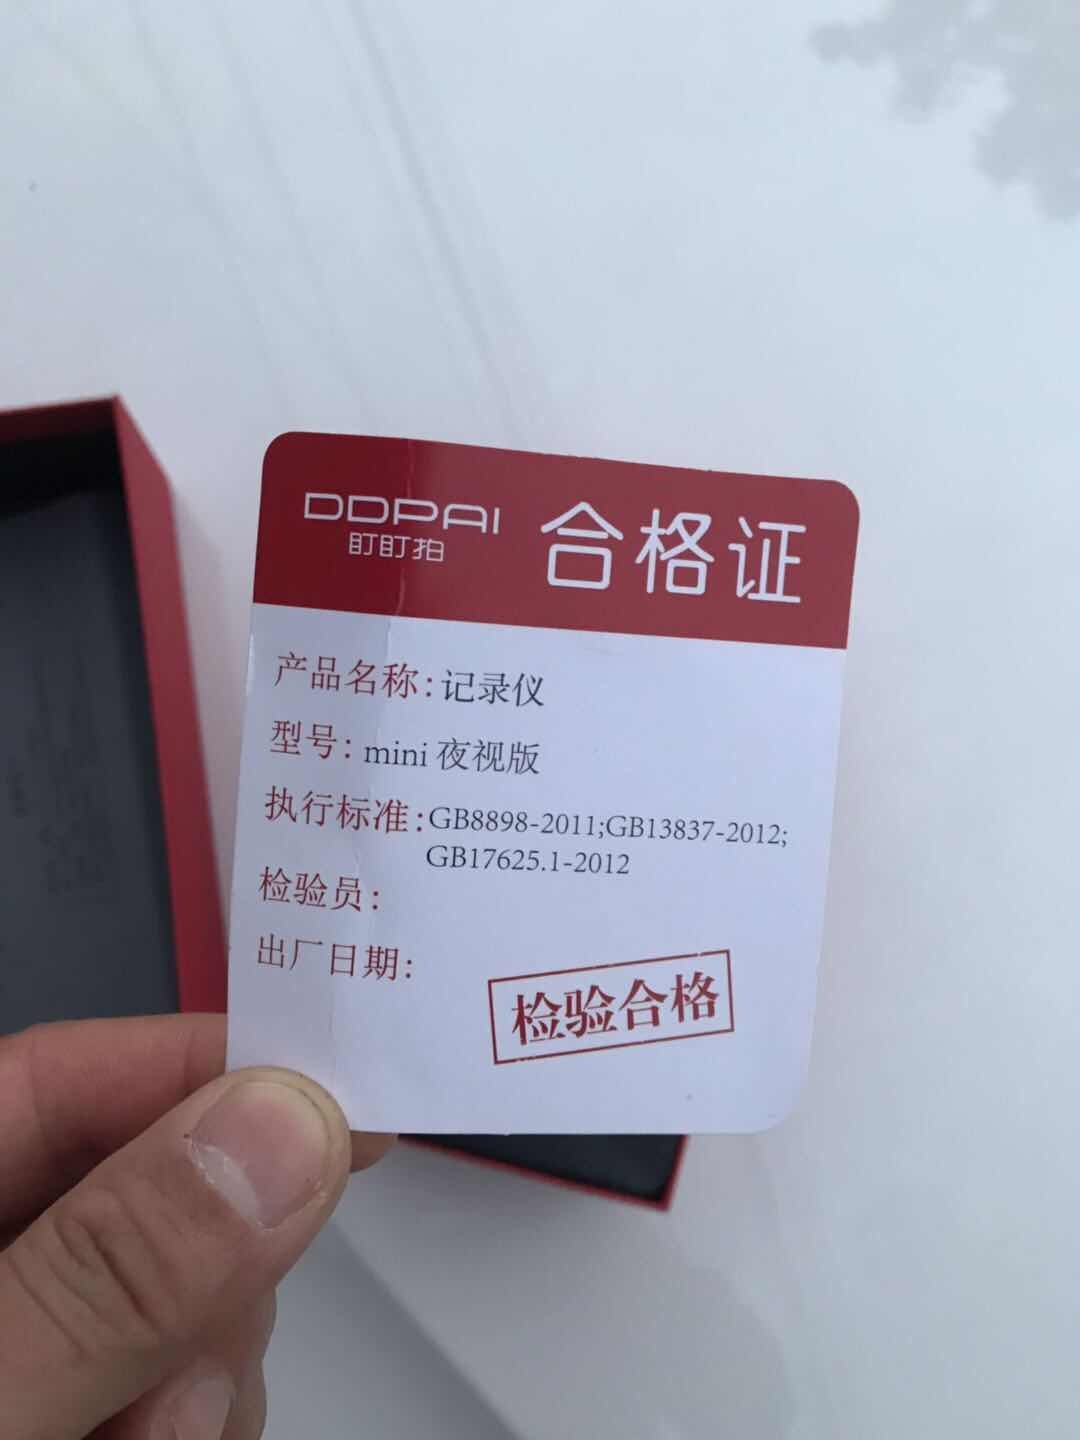 DDPAI 合格证
盯盯拍
产品名称：记录仪
型号：mini 夜视版
执行标准：GB8898-2011;GB13837-2012;
GB17625.1-2012
检验员：
出厂日期：
检验合格